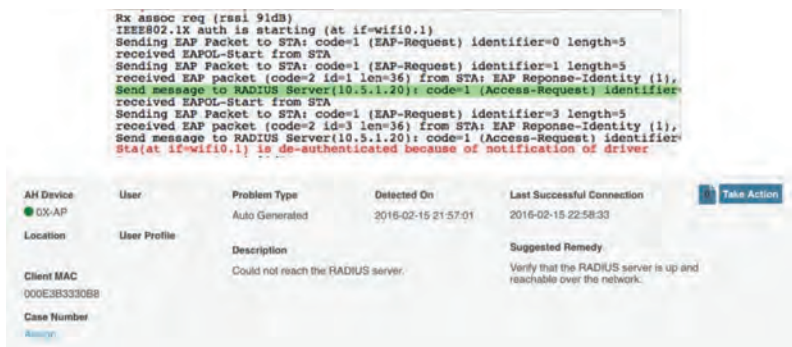 Rx assoc req (rssi 91dB)
IEEE802.1X auth is starting (at if=wifi0.1)
Sending EAP Packet to STA: code=1 (EAP-Request) identifier=0 length=5
received EAPOL-Start from STA
Sending EAP Packet to STA: code=1 (EAP-Request) identifier=1 length=5
received EAP packet (code=2 id=1 len=36) from STA: EAP Reponse-Identity (1),
Send message to RADIUS Server(10.5.1.20): code=1 (Access-Request) identifier
received EAPOL-Start from STA
Sending EAP Packet to STA: code=1 (EAP-Request) identifier=3 length=5
received EAP packet (code=2 id=3 len=36) from STA: EAP Reponse-Identity (1),
Send message to RADIUS Server(10.5.1.20): code=1 (Access-Request) identifier
Sta(at if=wifi0.1) is de-authenticated because of notification of driver
AH Device User Problem Type Detected On Last Successful Connection Take Action
0X-AP Auto Generated 2016-02-15 21:57:01 2016-02-15 22:58:33
Location User Profile
Description Suggested Remedy
Could not reach the RADIUS server. Verify that the RADIUS server is up and
reachable over the network.
Client MAC
000E3B3330B8
Case Number